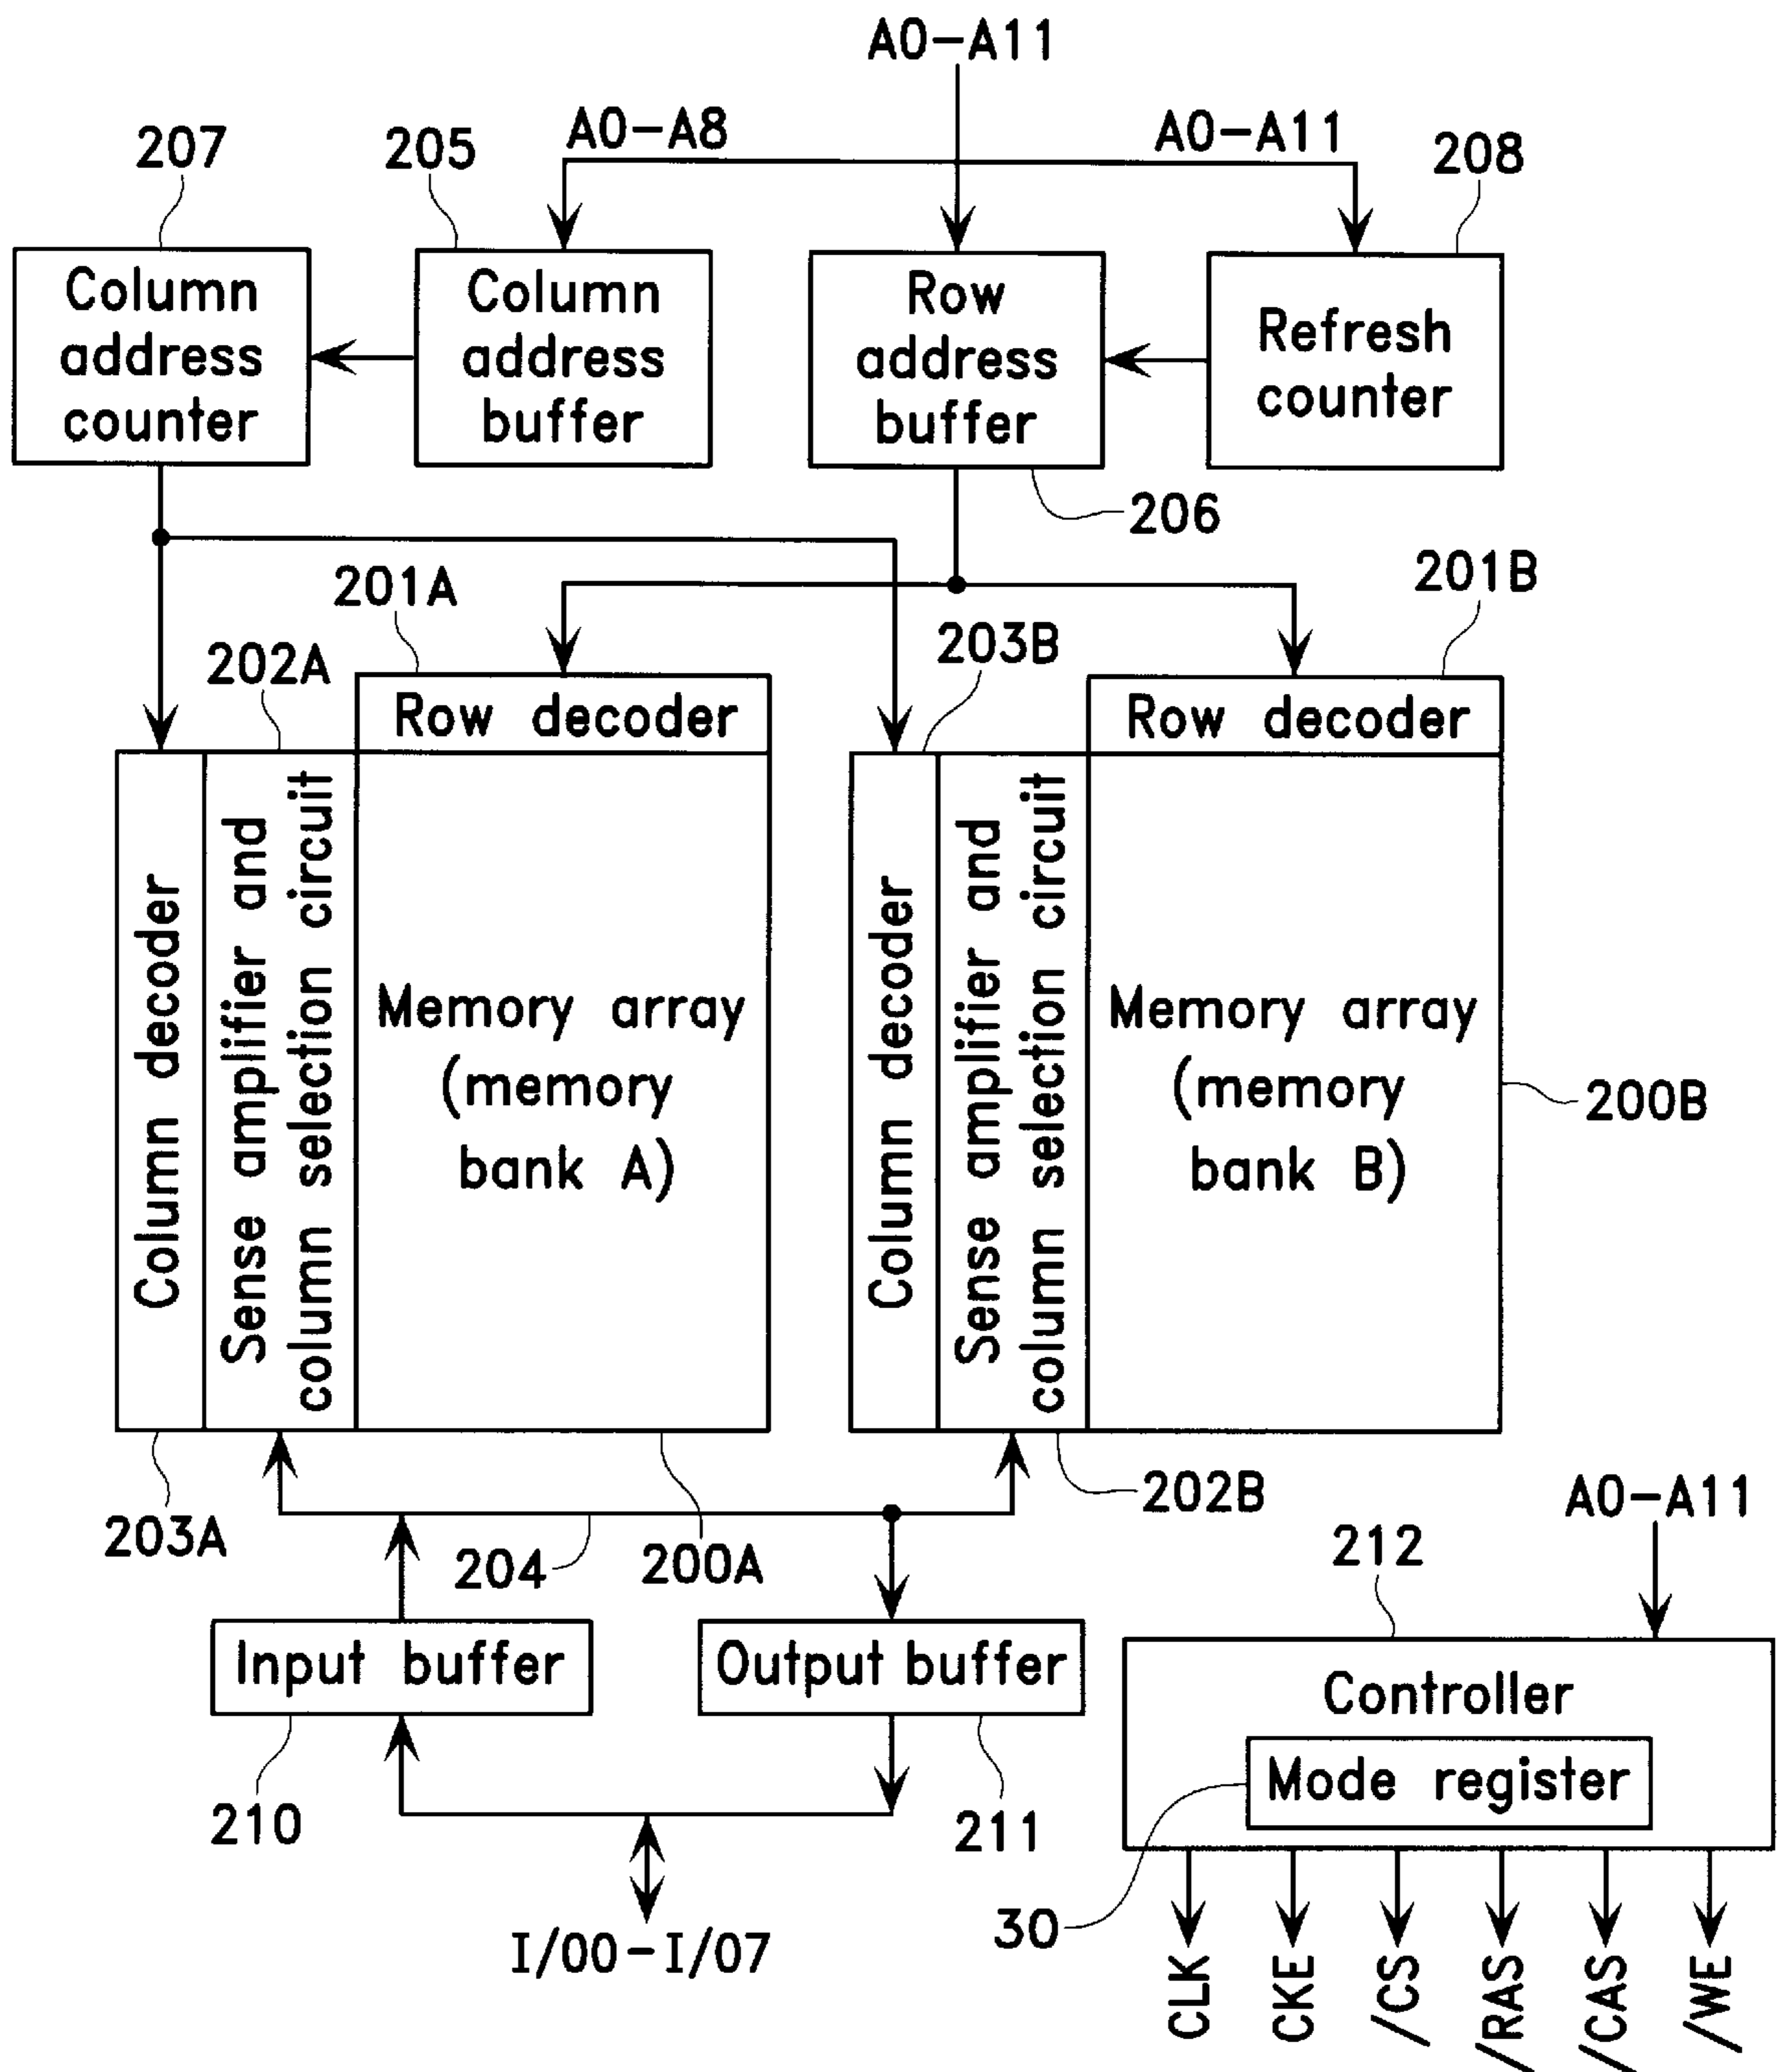 A0-A11
A0-A8
A0-A11
207
205
208
Column
address
counter
Column
address
buffer
Row
address
buffer
Refresh
counter
206
201A
201B
202A
203B
Row decoder
Row decoder
Column decoder
Sense amplifier and
column selection circuit
Memory array
(memory
bank A)
Column decoder
Sense amplifier and
column selection circuit
Memory array
(memory
bank B)
200B
203A
204
200A
202B
A0-A11
212
Input buffer
Output buffer
Controller
Mode register
210
211
30
I/00-I/07
CLK
CKE
/CS
/RAS
/CAS
/WE